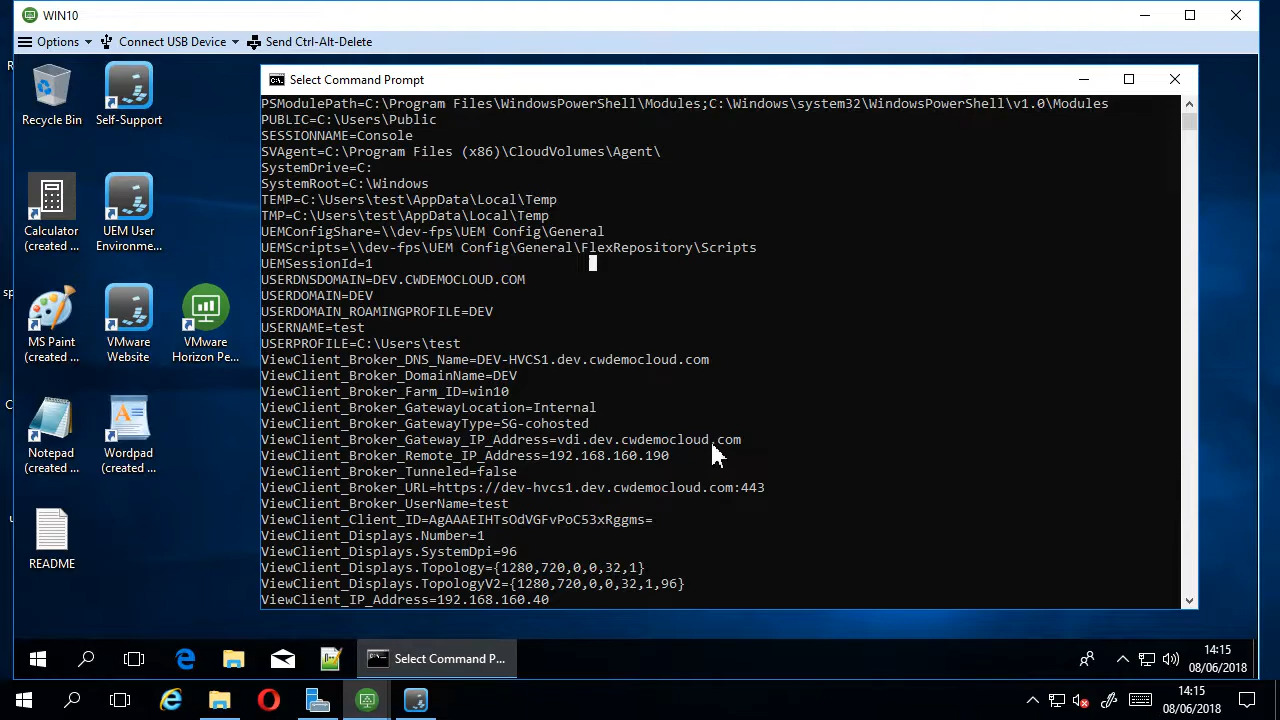 WIN10
Options
Connect USB Device
Send Ctrl-Alt-Delete
Recycle Bin
Self-Support
Calculator (created ...
UEM User Environme...
MS Paint (created ...
VMware Website
VMware Horizon Pe...
Notepad (created ...
Wordpad (created ...
README
Select Command Prompt
PSModulePath=C:\Program Files\WindowsPowerShell\Modules;C:\Windows\system32\WindowsPowerShell\v1.0\Modules
PUBLIC=C:\Users\Public
SESSIONNAME=Console
SVAgent=C:\Program Files (x86)\CloudVolumes\Agent\
SystemDrive=C:
SystemRoot=C:\Windows
TEMP=C:\Users\test\AppData\Local\Temp
TMP=C:\Users\test\AppData\Local\Temp
UEMConfigShare=\\dev-fps\UEM Config\General
UEMScripts=\\dev-fps\UEM Config\General\FlexRepository\Scripts
UEMSessionId=1
USERDNSDOMAIN=DEV.CWDEMOCLOUD.COM
USERDOMAIN=DEV
USERDOMAIN_ROAMINGPROFILE=DEV
USERNAME=test
USERPROFILE=C:\Users\test
ViewClient_Broker_DNS_Name=DEV-HVCS1.dev.cwdemocloud.com
ViewClient_Broker_DomainName=DEV
ViewClient_Broker_Farm_ID=win10
ViewClient_Broker_GatewayLocation=Internal
ViewClient_Broker_GatewayType=SG-cohosted
ViewClient_Broker_Gateway_IP_Address=vdi.dev.cwdemocloud.com
ViewClient_Broker_Remote_IP_Address=192.168.160.190
ViewClient_Broker_Tunneled=false
ViewClient_Broker_URL=https://dev-hvcs1.dev.cwdemocloud.com:443
ViewClient_Broker_UserName=test
ViewClient_Client_ID=AgAAAEIHTsOdVGFvPoC53xRggms=
ViewClient_Displays.Number=1
ViewClient_Displays.SystemDpi=96
ViewClient_Displays.Topology={1280,720,0,0,32,1}
ViewClient_Displays.TopologyV2={1280,720,0,0,32,1,96}
ViewClient_IP_Address=192.168.160.40
Select Command P...
14:15
08/06/2018
14:15
08/06/2018